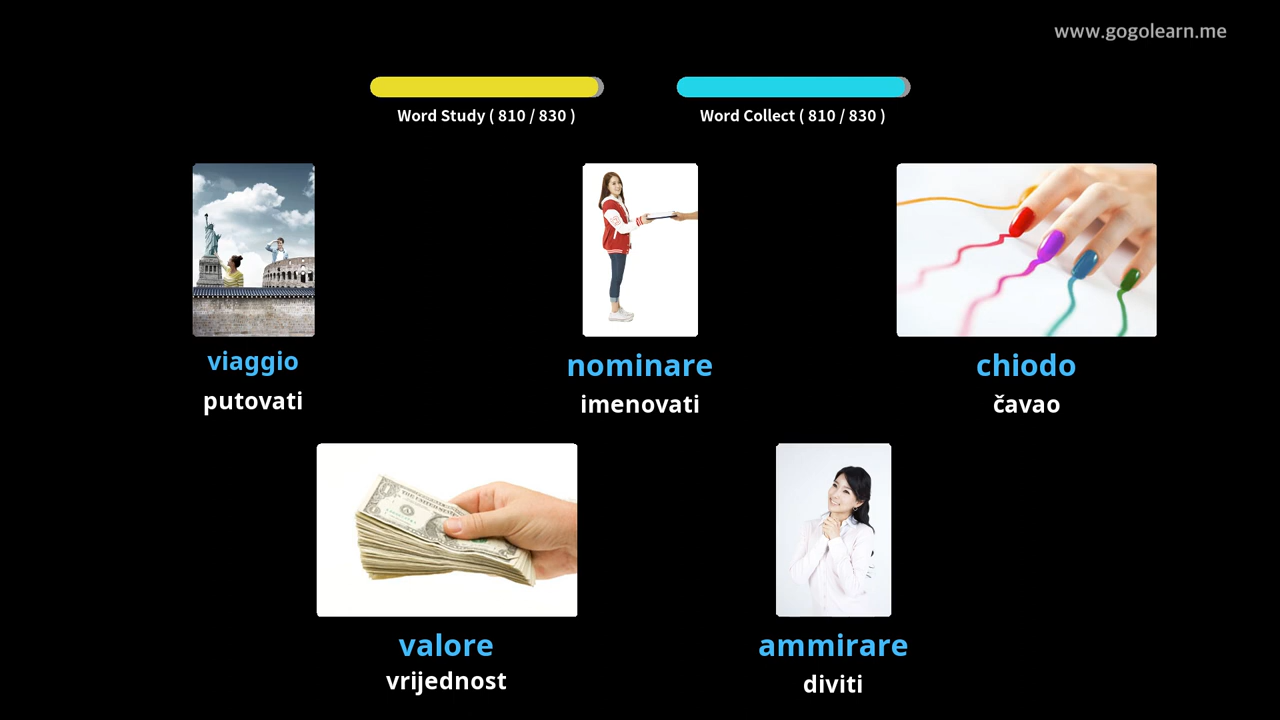 www.gogolearn.me
Word Study ( 810 / 830 )
Word Collect ( 810 / 830 )
viaggio
putovati
nominare
imenovati
chiodo
čavao
valore
vrijednost
ammirare
diviti